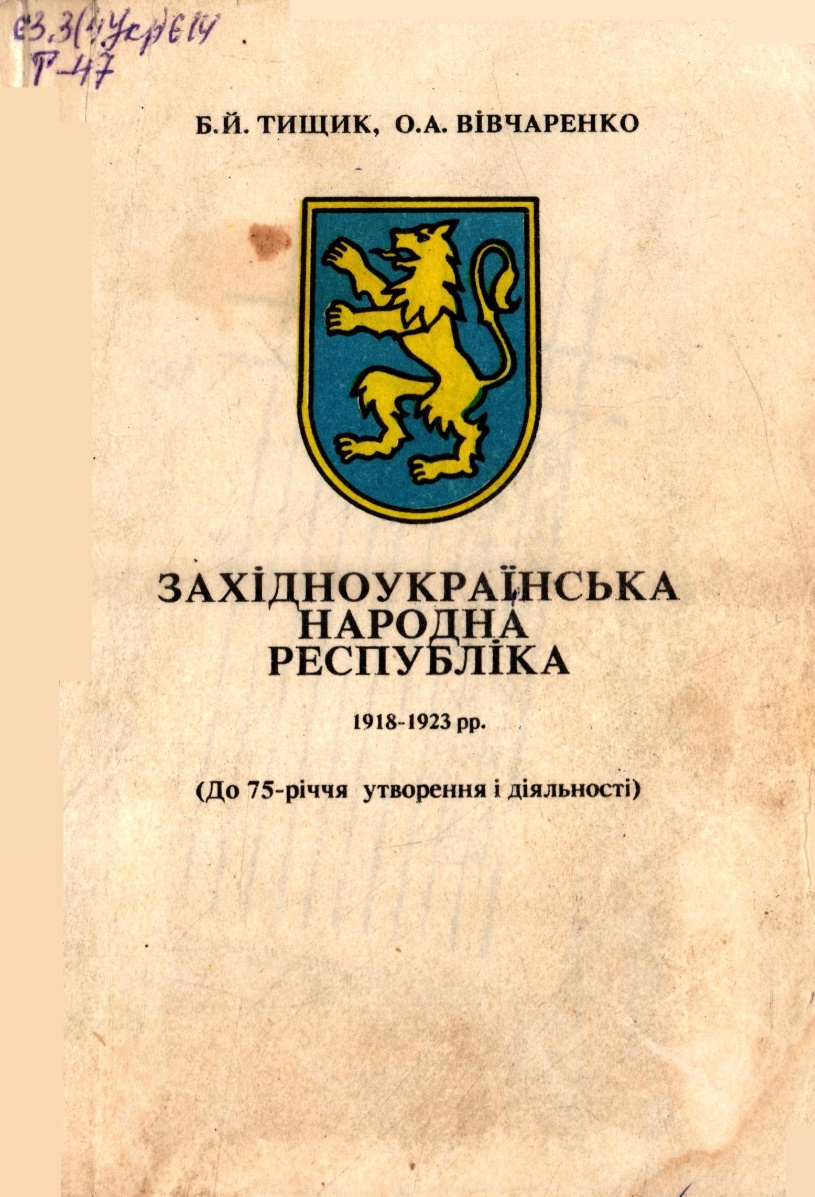 63.3(4Укр)614
Т-47
Б.Й. ТИЩИК, О.А. ВІВЧАРЕНКО
ЗАХІДНОУКРАЇНСЬКА
НАРОДНА
РЕСПУБЛІКА
1918-1923 рр.
(До 75-річчя утворення і діяльності)